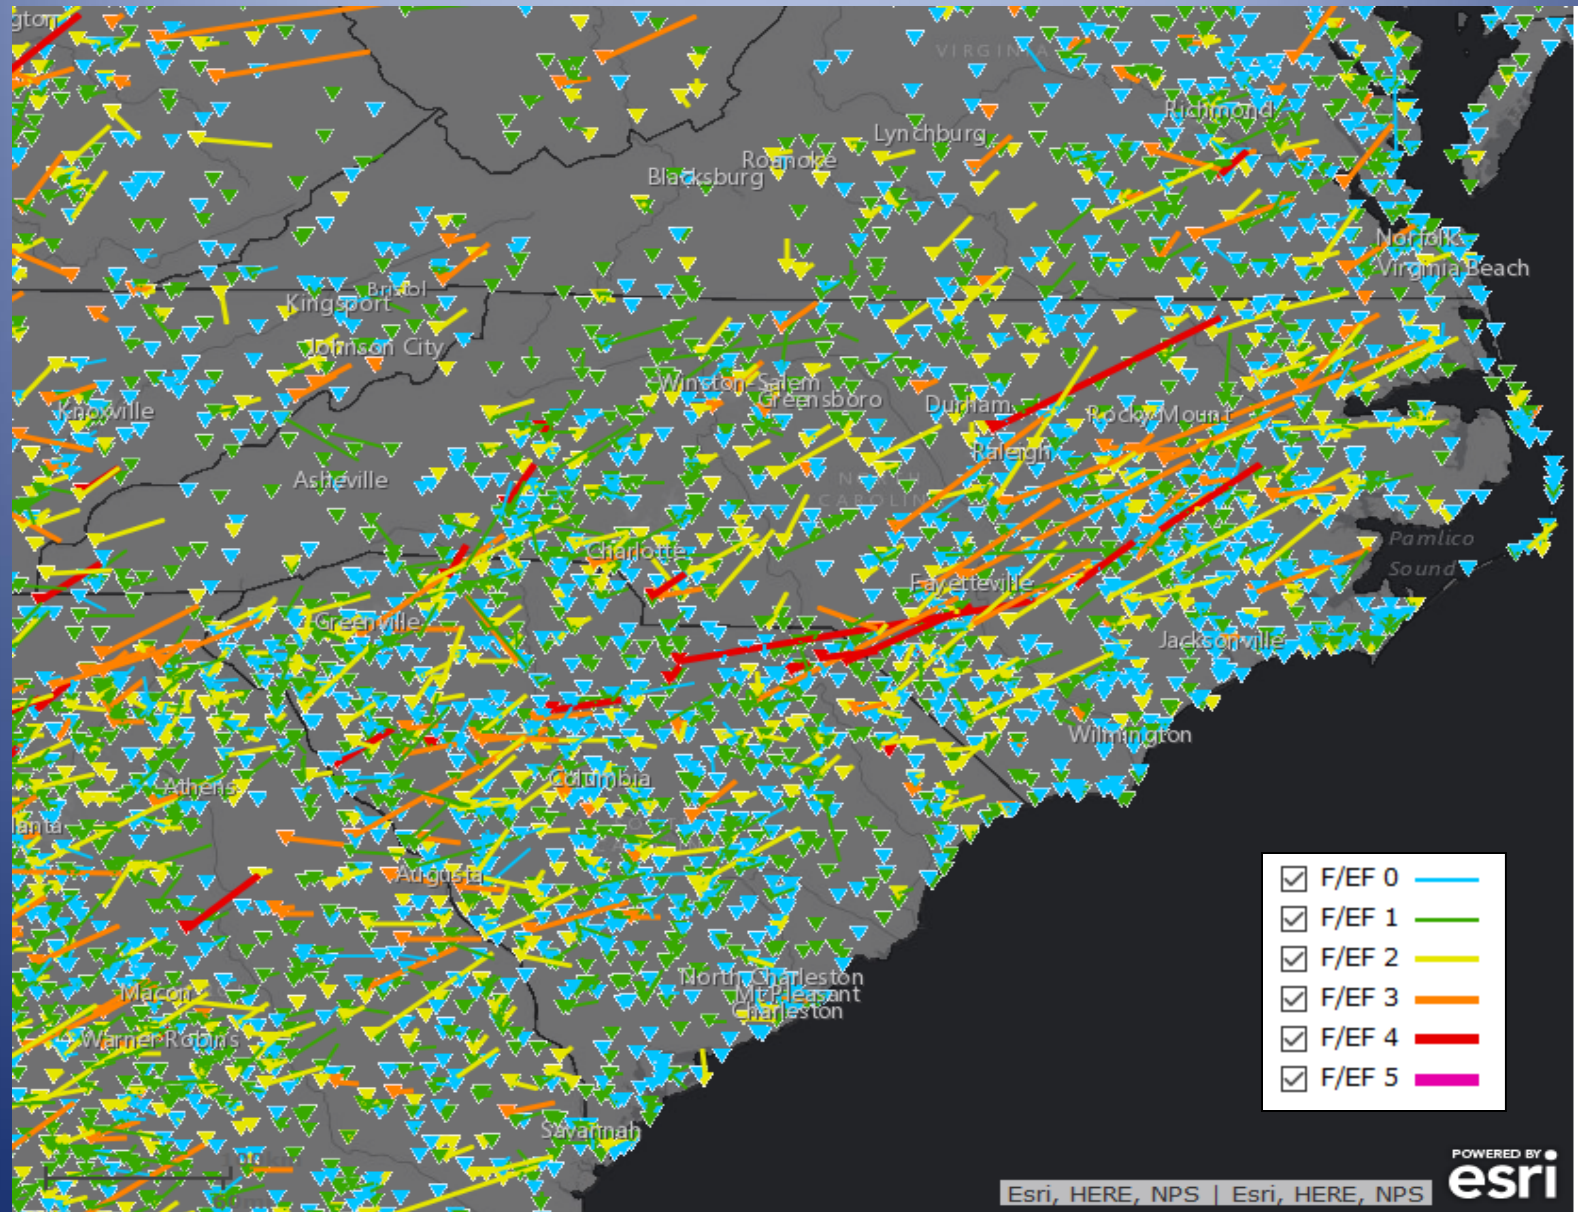 gton
VIRGINIA
Richmond
Lynchburg
Roanoke
Blacksburg
Norfolk
Virginia Beach
Bristol
Kingsport
Johnson City
Winston-Salem
Greensboro
Durham
Rocky Mount
Knoxville
Raleigh
Asheville
NORTH
CAROLIN
Charlotte
Pamlico
Sound
Fayetteville
Greenville
Jacksonville
Wilmington
Columbia
Athens
lanta
Augusta
North Charleston
Mt Pleasant
Charleston
Macon
Warner Robins
Savannah
F/EF 0
F/EF 1
F/EF 2
F/EF 3
F/EF 4
F/EF 5
POWERED BY
esri
Esri, HERE, NPS | Esri, HERE, NPS